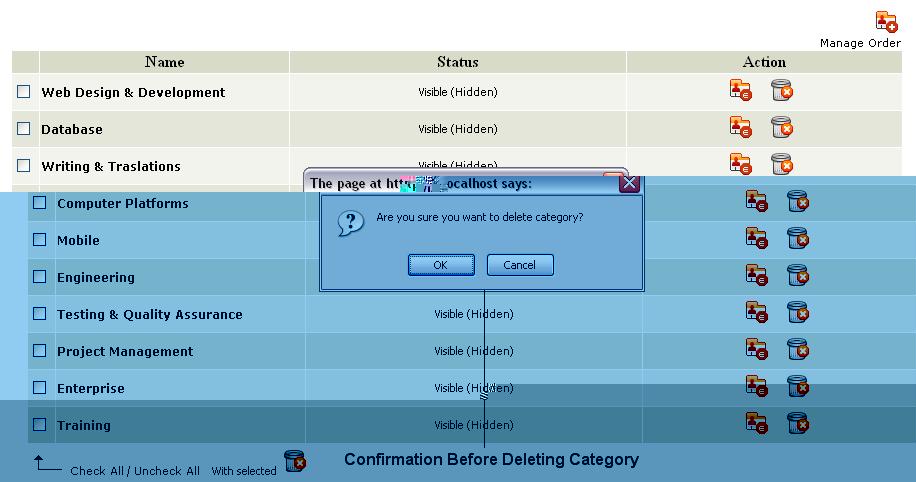 Manage Order
Name Status Action
Web Design & Development Visible (Hidden)
Database Visible (Hidden)
Writing & Traslations Visible (Hidden)
The page at localhost says:
Computer Platforms
Are you sure you want to delete category?
Mobile
OK Cancel
Engineering
Testing & Quality Assurance Visible (Hidden)
Project Management Visible (Hidden)
Enterprise Visible (Hidden)
Training Visible (Hidden)
Check All / Uncheck All With selected
Confirmation Before Deleting Category